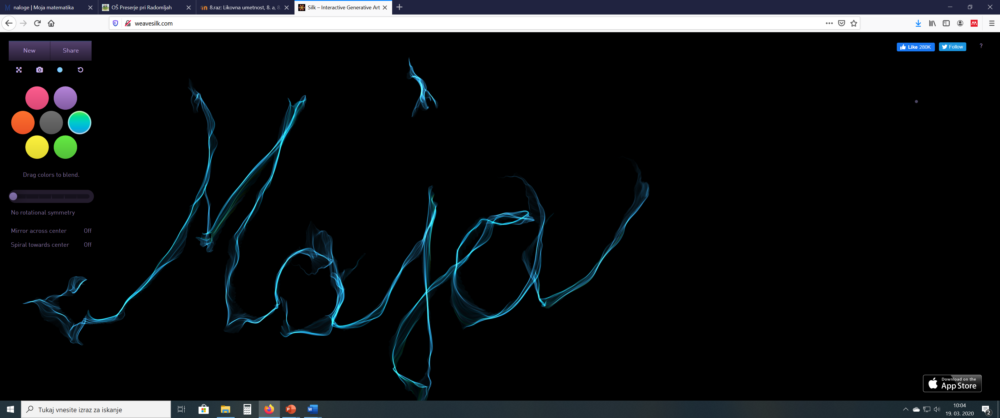 naloge | Moja matematika
OŠ Preserje pri Radomljah
8.raz: Likovna umetnost, 8. a, 8.
Silk – Interactive Generative Art
weavesilk.com
New
Share
Like 280K
Follow
?
Drag colors to blend.
No rotational symmetry
Mirror across center Off
Spiral towards center Off
Maja
Download on the
App Store
Tukaj vnesite izraz za iskanje
10:04
19. 03. 2020
2